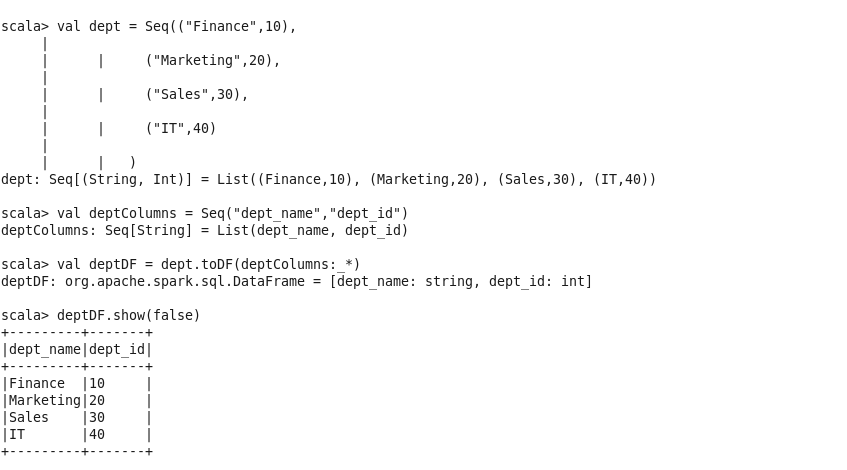 scala> val dept = Seq(("Finance",10),
     |
     |      |     ("Marketing",20),
     |
     |      |     ("Sales",30),
     |
     |      |     ("IT",40)
     |
     |      |   )
dept: Seq[(String, Int)] = List((Finance,10), (Marketing,20), (Sales,30), (IT,40))

scala> val deptColumns = Seq("dept_name","dept_id")
deptColumns: Seq[String] = List(dept_name, dept_id)

scala> val deptDF = dept.toDF(deptColumns:_*)
deptDF: org.apache.spark.sql.DataFrame = [dept_name: string, dept_id: int]

scala> deptDF.show(false)
+---------+-------+
|dept_name|dept_id|
+---------+-------+
|Finance  |10     |
|Marketing|20     |
|Sales    |30     |
|IT       |40     |
+---------+-------+